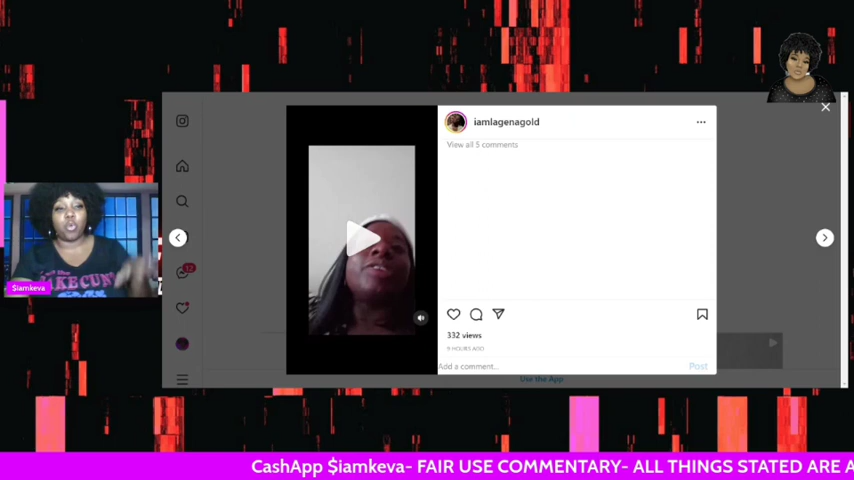 iamlagenagold
View all 5 comments
12
$iamkeva
332 views
9 HOURS AGO
Add a comment...
Post
Use the App
CashApp $iamkeva- FAIR USE COMMENTARY- ALL THINGS STATED ARE A